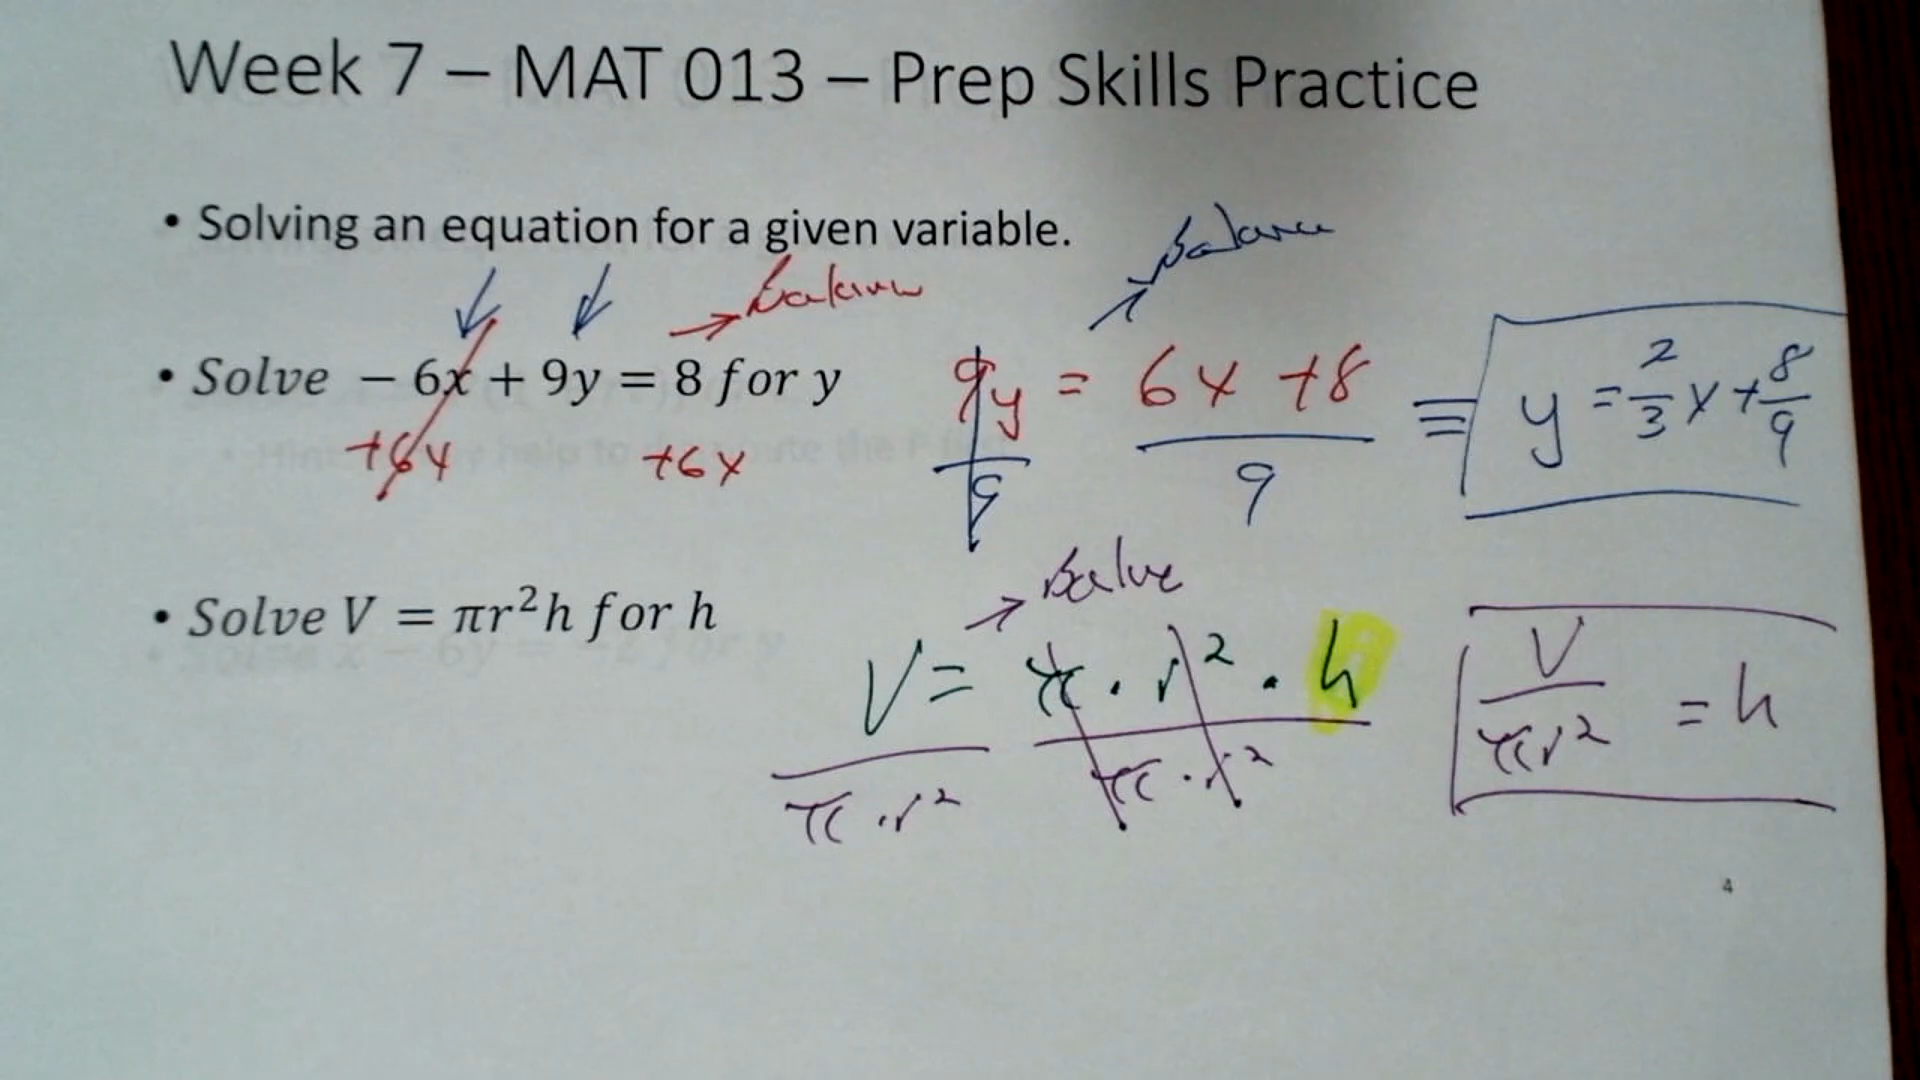 Week 7 – MAT 013 – Prep Skills Practice
• Solving an equation for a given variable.
balance
balance
• Solve − 6x + 9y = 8 for y
+6x +6x
9y = 6x + 8
9 9
≡ y = 2/3 x + 8/9
• Solve V = πr²h for h
V = π · r² · h
π · r² π · r²
V/πr² = h
4